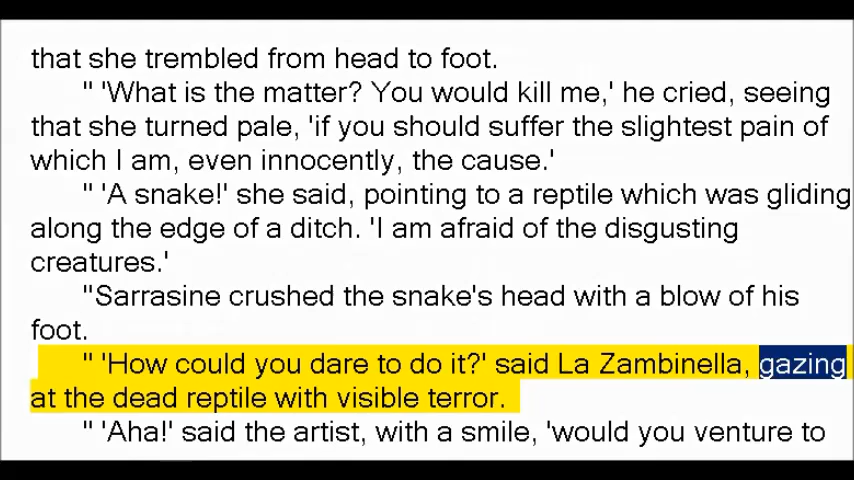 that she trembled from head to foot.
" 'What is the matter? You would kill me,' he cried, seeing
that she turned pale, 'if you should suffer the slightest pain of
which I am, even innocently, the cause.'
" 'A snake!' she said, pointing to a reptile which was gliding
along the edge of a ditch. 'I am afraid of the disgusting
creatures.'
"Sarrasine crushed the snake's head with a blow of his
foot.
" 'How could you dare to do it?' said La Zambinella, gazing
at the dead reptile with visible terror.
" 'Aha!' said the artist, with a smile, 'would you venture to